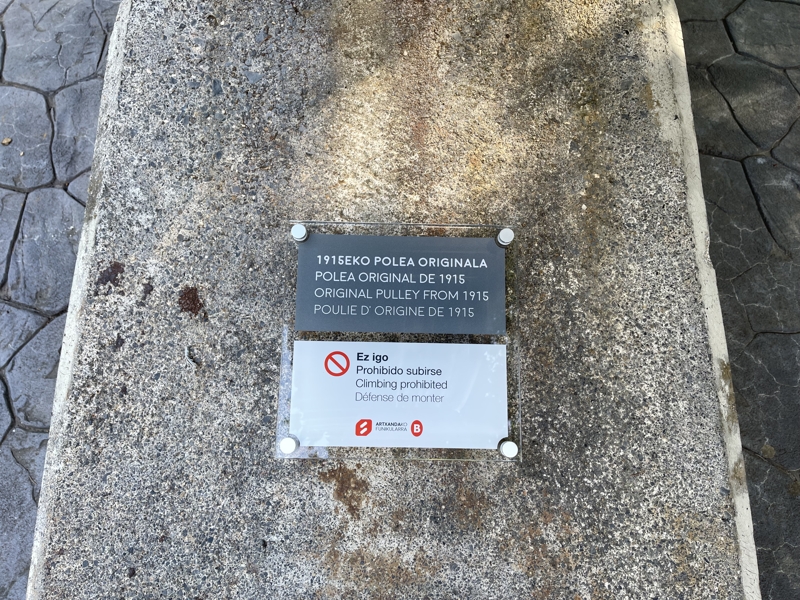 1915EKO POLEA ORIGINALA
POLEA ORIGINAL DE 1915
ORIGINAL PULLEY FROM 1915
POULIE D' ORIGINE DE 1915
Ez igo
Prohibido subirse
Climbing prohibited
Défense de monter
ARTXANDAKO
FUNIKULARRA
B